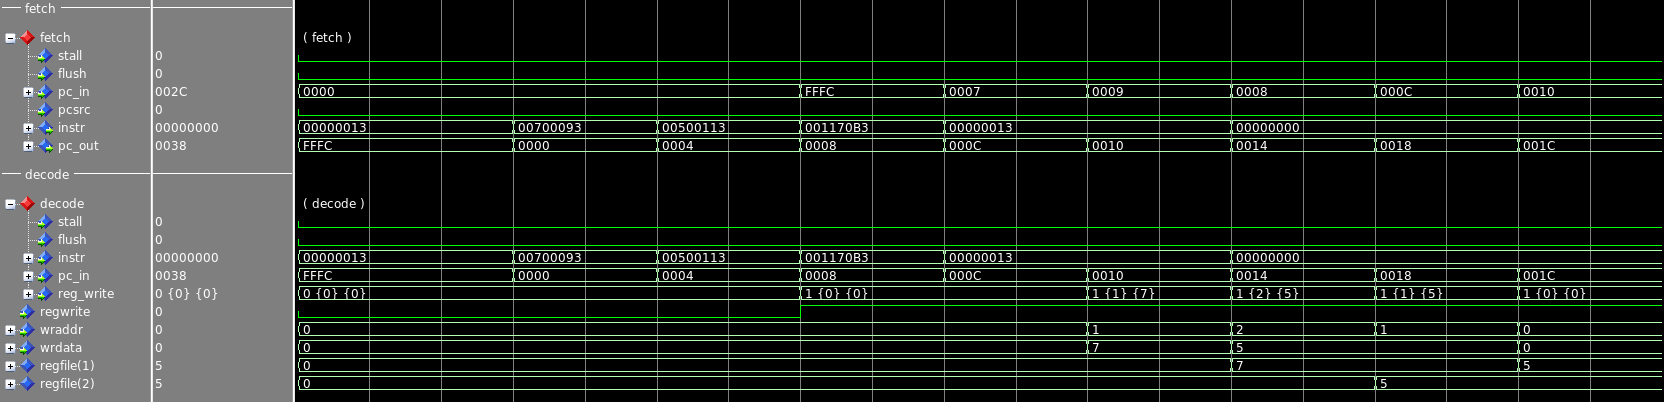 fetch
fetch ( fetch )
stall 0
flush 0
pc_in 002C 0000 FFFC 0007 0009 0008 000C 0010
pcsrc 0
instr 00000000 00000013 00700093 00500113 001170B3 00000013 00000000
pc_out 0038 FFFC 0000 0004 0008 000C 0010 0014 0018 001C
decode
decode ( decode )
stall 0
flush 0
instr 00000000 00000013 00700093 00500113 001170B3 00000013 00000000
pc_in 0038 FFFC 0000 0004 0008 000C 0010 0014 0018 001C
reg_write 0 {0} {0} 0 {0} {0} 1 {0} {0} 1 {1} {7} 1 {2} {5} 1 {1} {5} 1 {0} {0}
regwrite 0
wraddr 0 0 1 2 1 0
wrdata 0 0 7 5 0
regfile(1) 5 0 7 5
regfile(2) 5 0 5